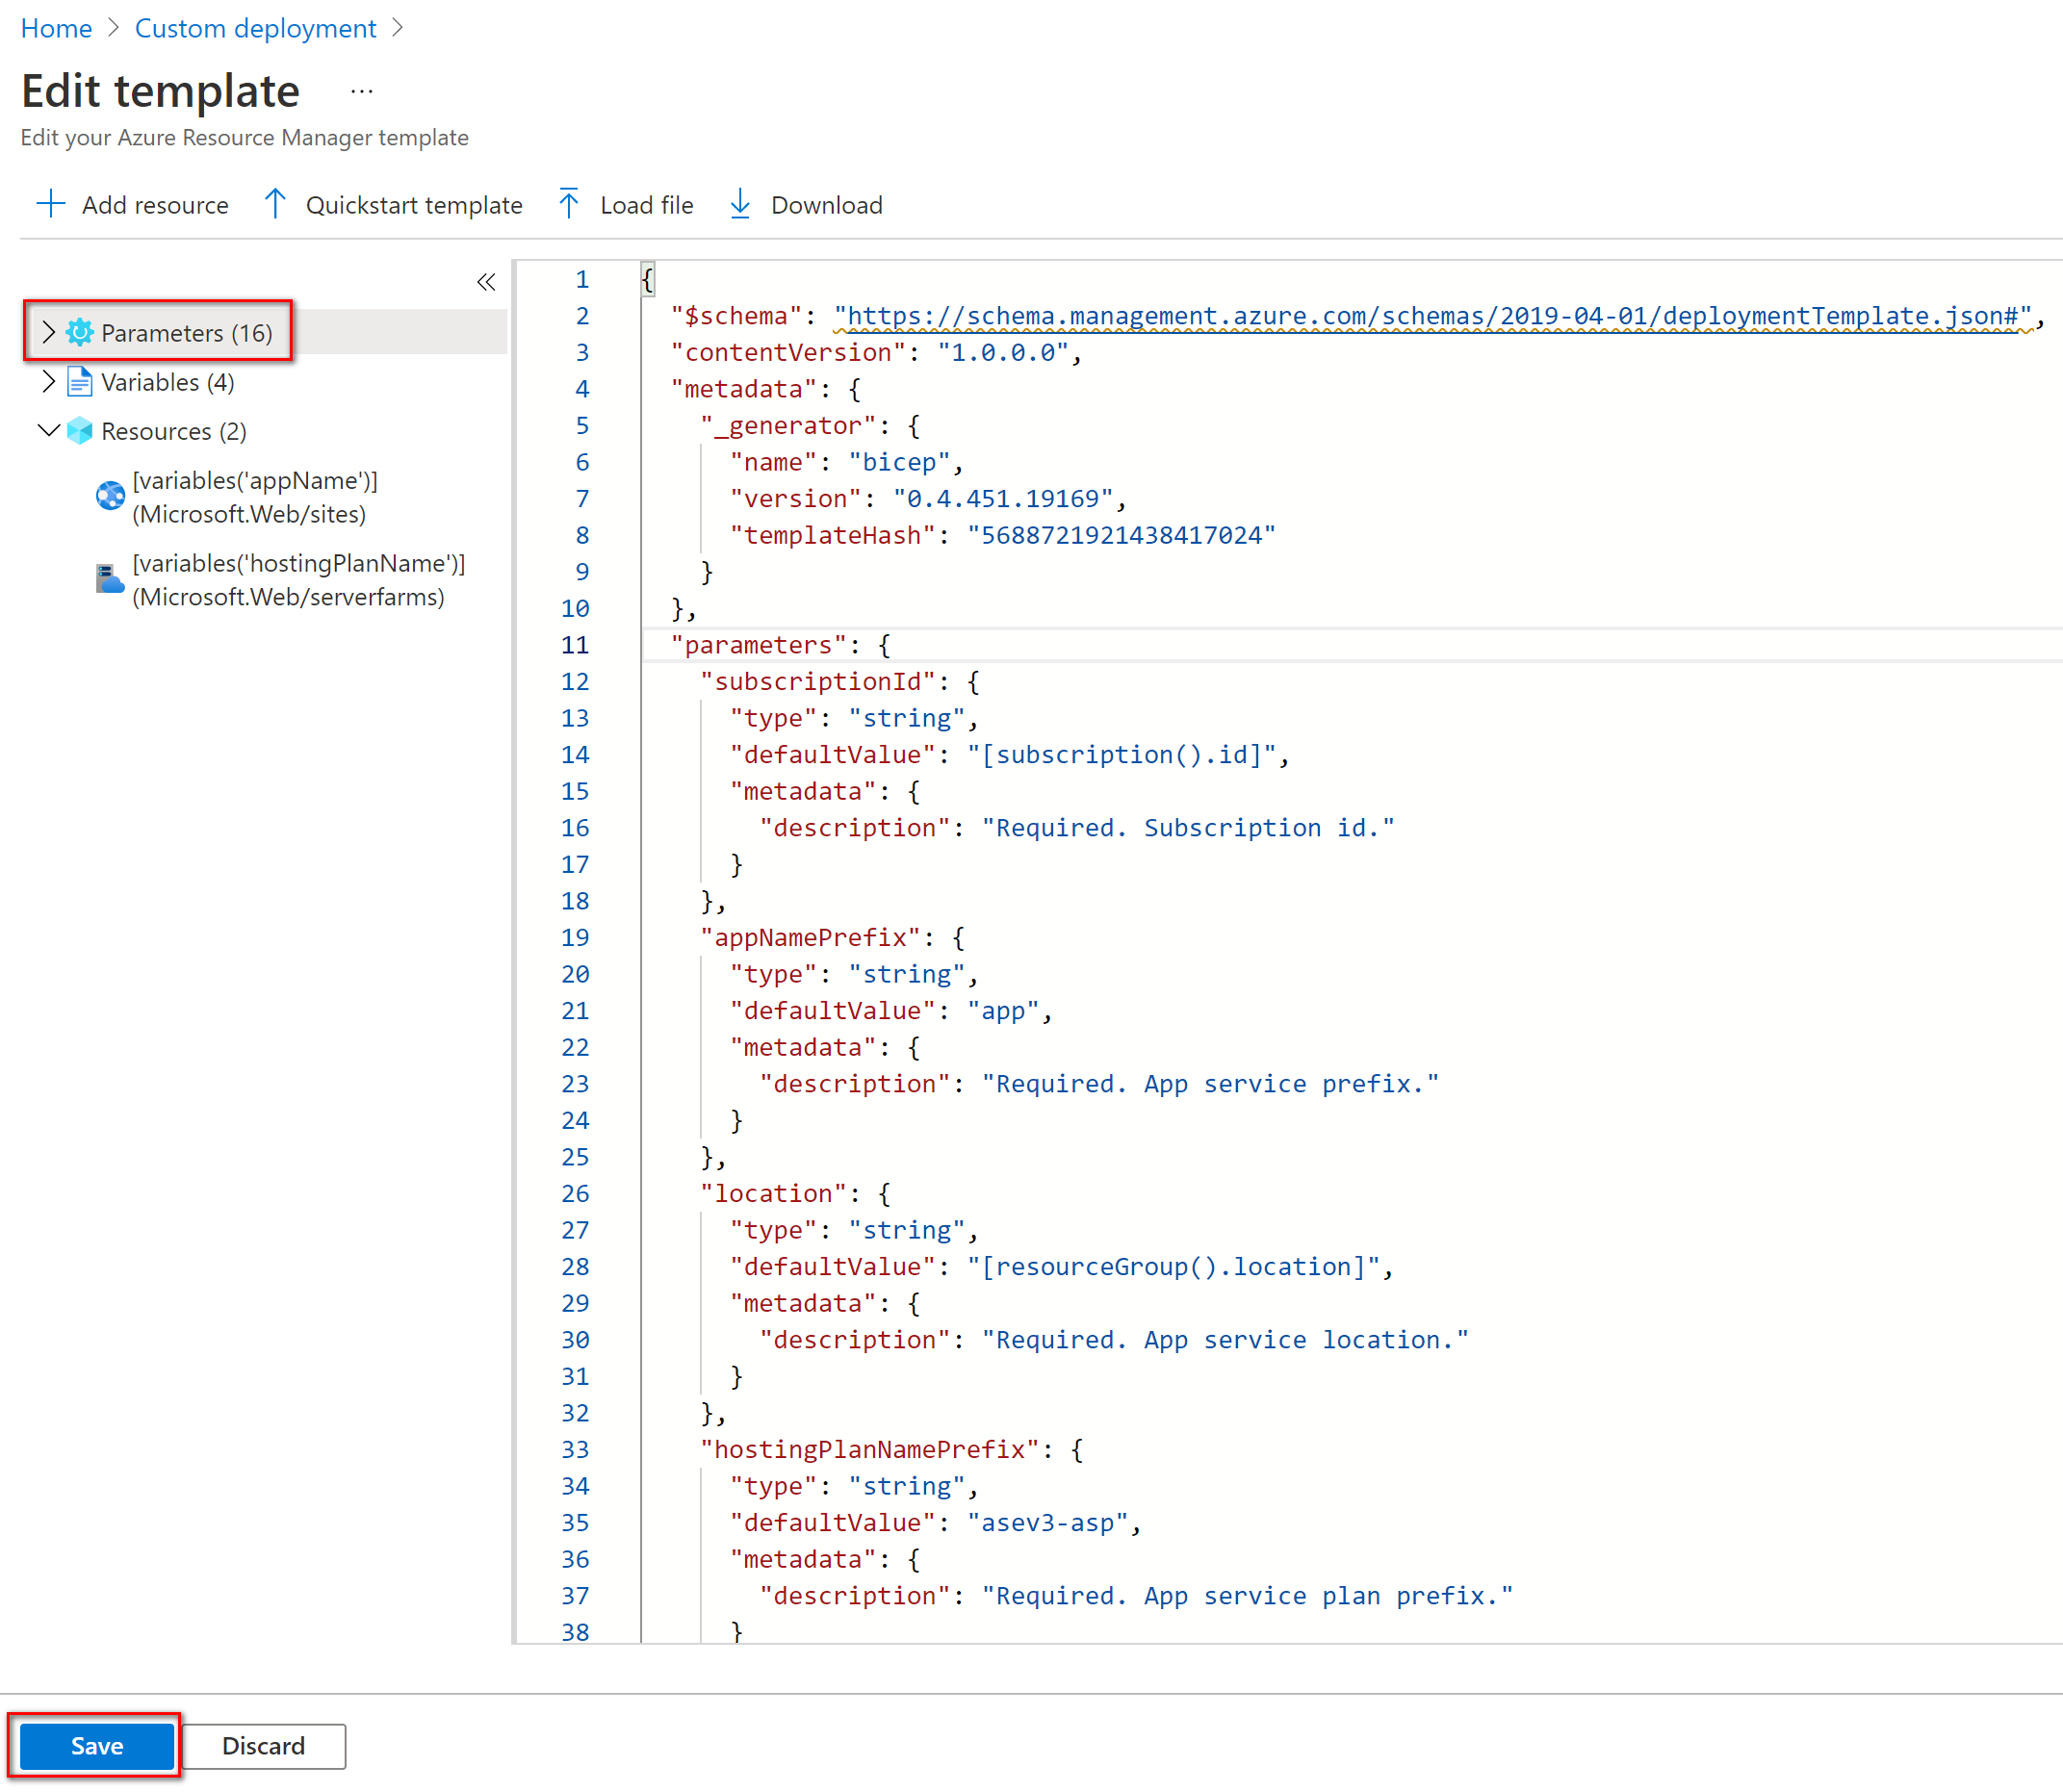 Home > Custom deployment >
Edit template ...
Edit your Azure Resource Manager template
Add resource Quickstart template Load file Download
Parameters (16)
Variables (4)
Resources (2)
[variables('appName')]
(Microsoft.Web/sites)
[variables('hostingPlanName')]
(Microsoft.Web/serverfarms)
1 {
2 "$schema": "https://schema.management.azure.com/schemas/2019-04-01/deploymentTemplate.json#",
3 "contentVersion": "1.0.0.0",
4 "metadata": {
5 "_generator": {
6 "name": "bicep",
7 "version": "0.4.451.19169",
8 "templateHash": "5688721921438417024"
9 }
10 },
11 "parameters": {
12 "subscriptionId": {
13 "type": "string",
14 "defaultValue": "[subscription().id]",
15 "metadata": {
16 "description": "Required. Subscription id."
17 }
18 },
19 "appNamePrefix": {
20 "type": "string",
21 "defaultValue": "app",
22 "metadata": {
23 "description": "Required. App service prefix."
24 }
25 },
26 "location": {
27 "type": "string",
28 "defaultValue": "[resourceGroup().location]",
29 "metadata": {
30 "description": "Required. App service location."
31 }
32 },
33 "hostingPlanNamePrefix": {
34 "type": "string",
35 "defaultValue": "asev3-asp",
36 "metadata": {
37 "description": "Required. App service plan prefix."
38 }
Save Discard